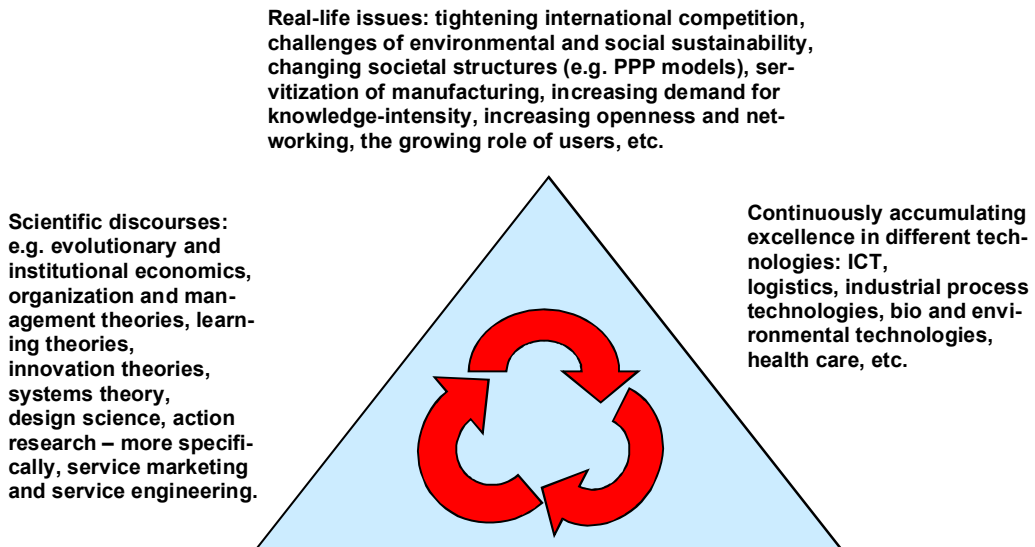 Real-life issues: tightening international competition,
challenges of environmental and social sustainability,
changing societal structures (e.g. PPP models), ser-
vitization of manufacturing, increasing demand for
knowledge-intensity, increasing openness and net-
working, the growing role of users, etc.
Scientific discourses:
e.g. evolutionary and
institutional economics,
organization and man-
agement theories, learn-
ing theories,
innovation theories,
systems theory,
design science, action
research – more specifi-
cally, service marketing
and service engineering.
Continuously accumulating
excellence in different tech-
nologies: ICT,
logistics, industrial process
technologies, bio and envi-
ronmental technologies,
health care, etc.